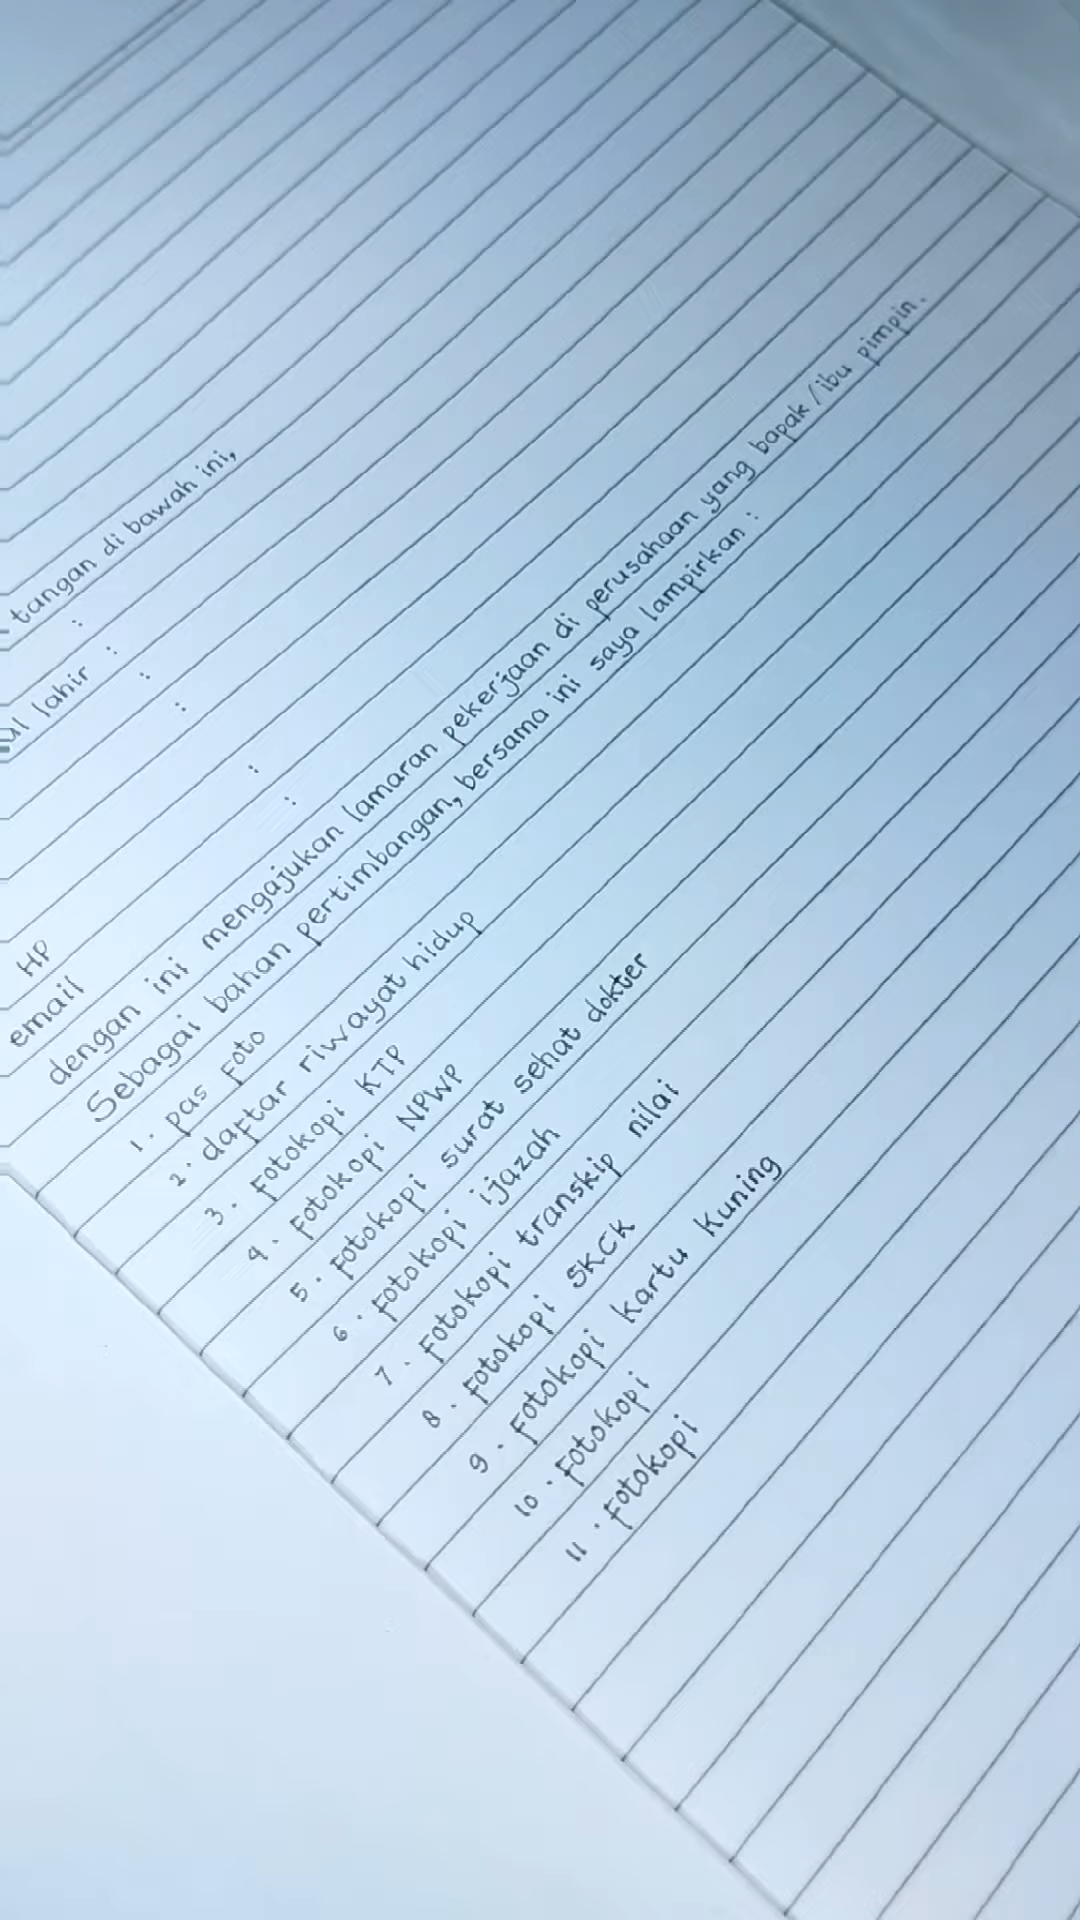 tangan di bawah ini,
:
lahir :
:
:
HP :
email :
dengan ini mengajukan lamaran pekerjaan di perusahaan yang bapak/ibu pimpin.
Sebagai bahan pertimbangan, bersama ini saya lampirkan :
1. pas Foto
2. daftar riwayat hidup
3. Fotokopi KTP
4. Fotokopi NPWP
5. Fotokopi surat sehat dokter
6. Fotokopi ijazah
7. Fotokopi transkip nilai
8. Fotokopi SKCK
9. Fotokopi kartu Kuning
10. Fotokopi
11. Fotokopi